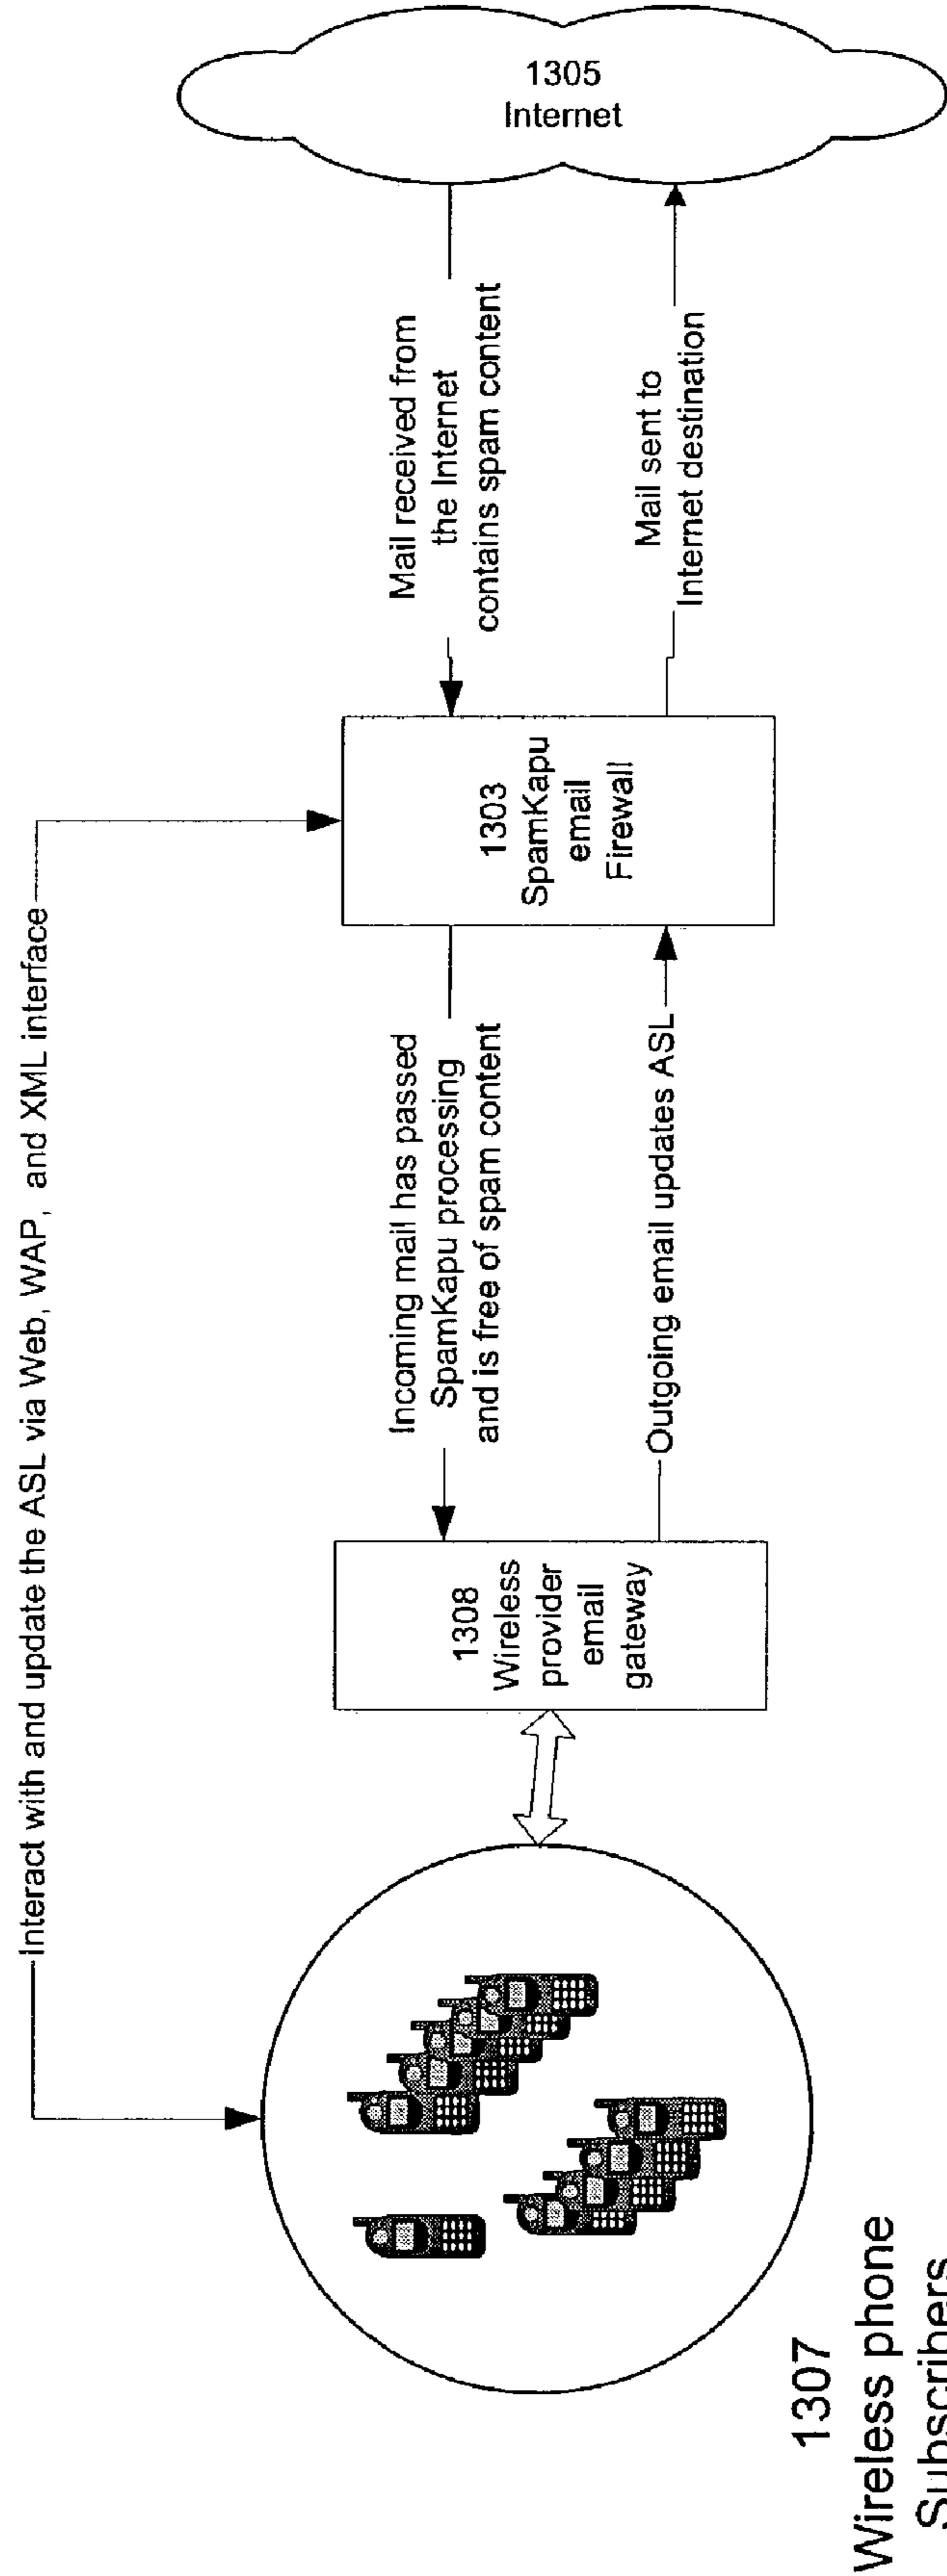 Interact with and update the ASL via Web, WAP, and XML interface
1305
Internet
Mail received from
the Internet
contains spam content
Mail sent to
Internet destination
1303
SpamKapu
email
Firewall
Incoming mail has passed
SpamKapu processing
and is free of spam content
Outgoing email updates ASL
1308
Wireless
provider
email
gateway
1307
Wireless phone
Subscribers